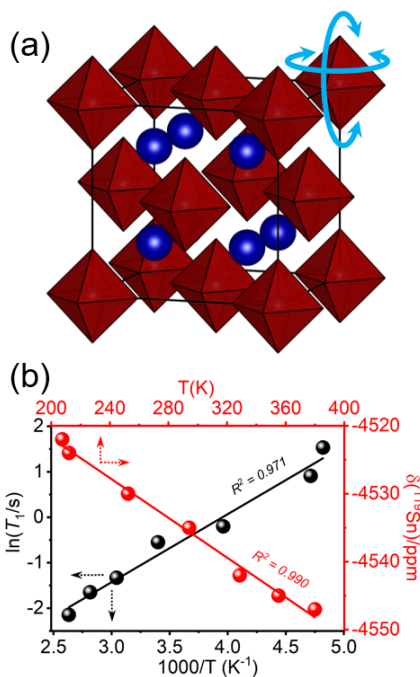 (a)
(b)
T(K)
200 240 280 320 360 400
2
1
0
-1
-2
ln(T₁/s)
R² = 0.971
R² = 0.990
-4520
-4530
-4540
-4550
δ(¹¹⁹Sn)/ppm
2.5 3.0 3.5 4.0 4.5 5.0
1000/T (K⁻¹)